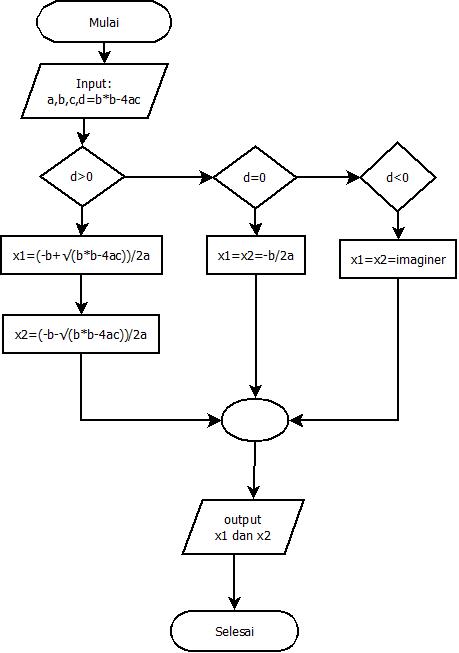 Mulai
Input:
a,b,c,d=b*b-4ac
d>0
d=0
d<0
x1=(-b+√(b*b-4ac))/2a
x1=x2=-b/2a
x1=x2=imaginer
x2=(-b-√(b*b-4ac))/2a
output
x1 dan x2
Selesai